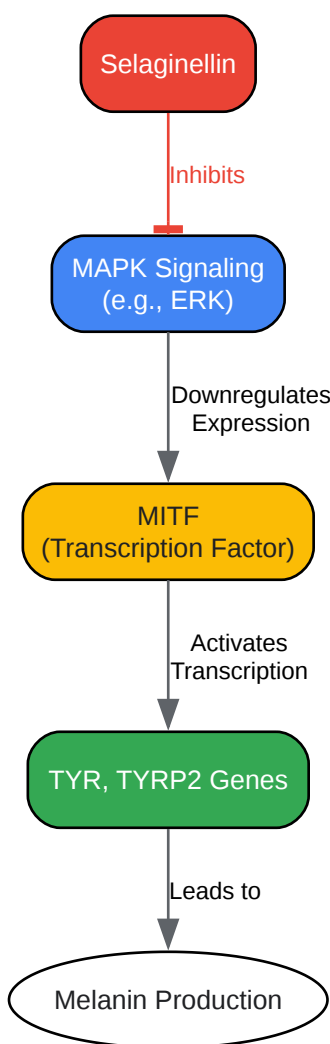 Selaginellin
Inhibits
MAPK Signaling
(e.g., ERK)
Downregulates
Expression
MITF
(Transcription Factor)
Activates
Transcription
TYR, TYRP2 Genes
Leads to
Melanin Production